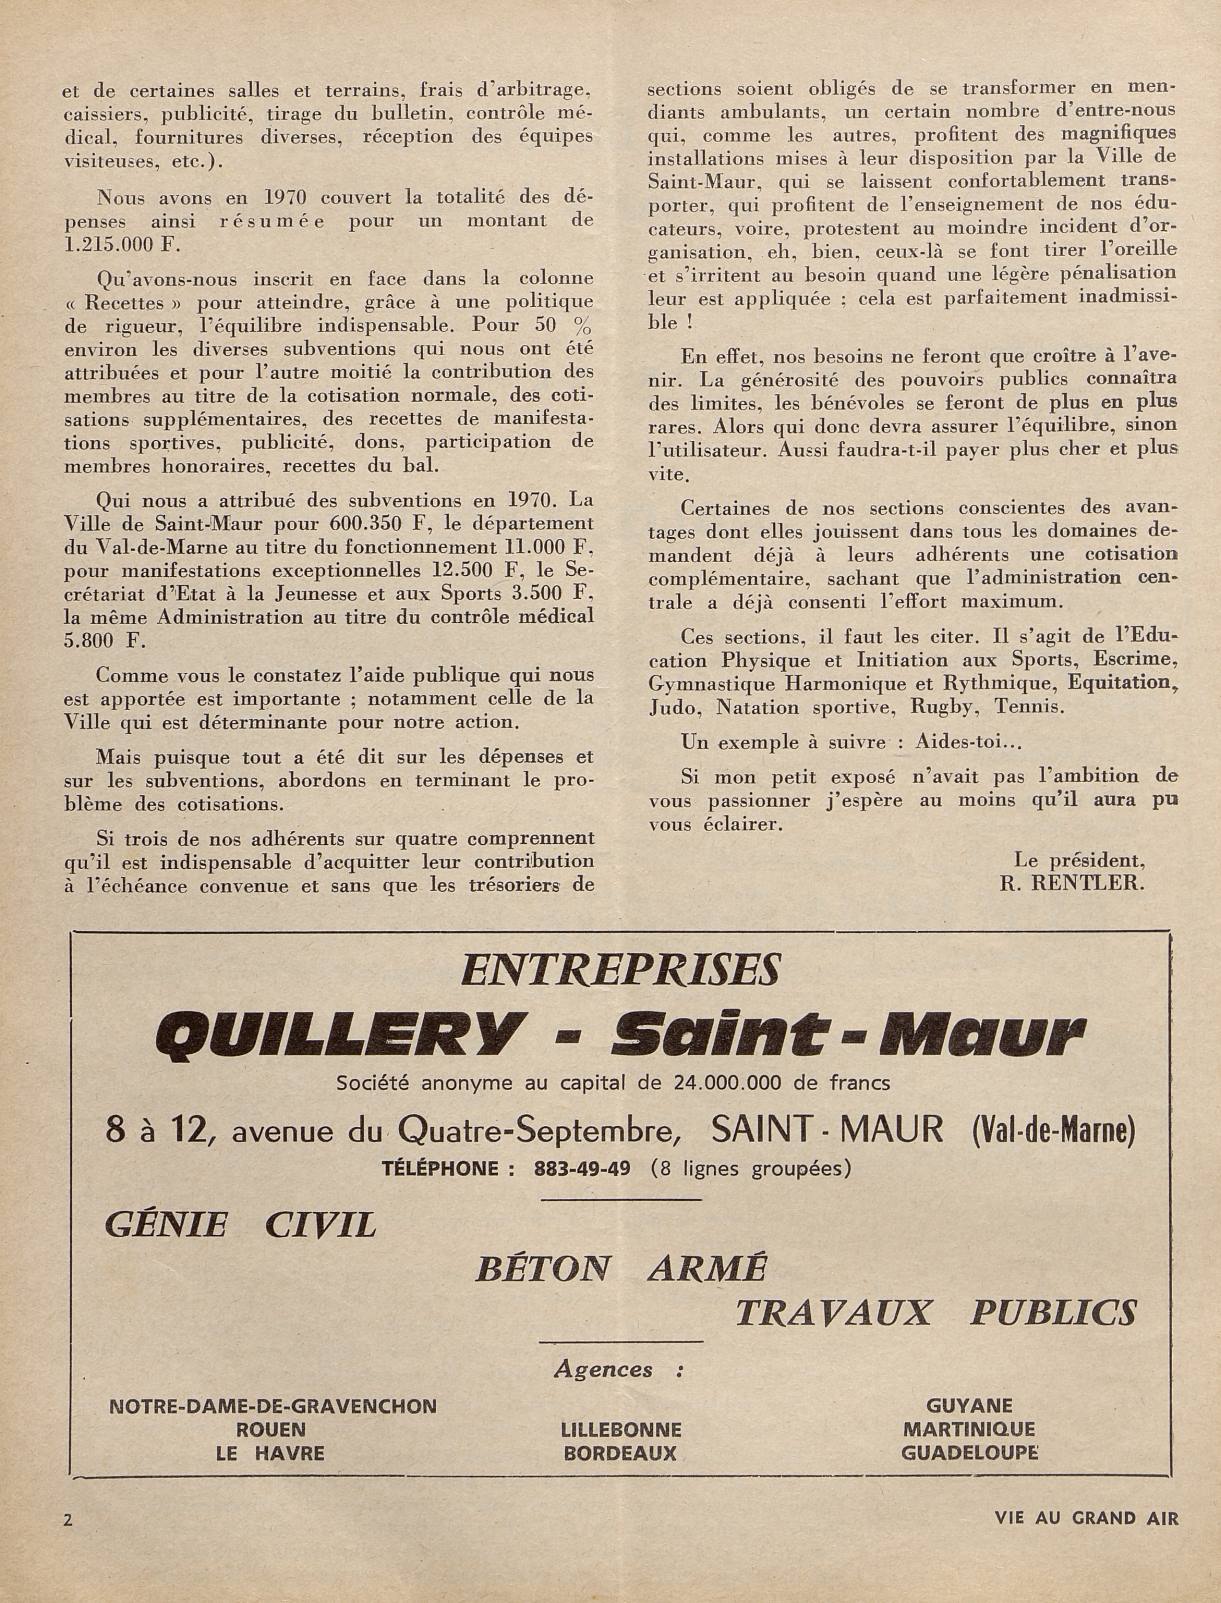 et de certaines salles et terrains, frais d'arbitrage,
caissiers, publicité, tirage du bulletin, contrôle mé-
dical, fournitures diverses, réception des équipes
visiteuses, etc.).
Nous avons en 1970 couvert la totalité des dé-
penses ainsi résumée pour un montant de
1.215.000 F.
Qu'avons-nous inscrit en face dans la colonne
« Recettes » pour atteindre, grâce à une politique
de rigueur, l'équilibre indispensable. Pour 50 %
environ les diverses subventions qui nous ont été
attribuées et pour l'autre moitié la contribution des
membres au titre de la cotisation normale, des coti-
sations supplémentaires, des recettes de manifesta-
tions sportives, publicité, dons, participation de
membres honoraires, recettes du bal.
Qui nous a attribué des subventions en 1970. La
Ville de Saint-Maur pour 600.350 F, le département
du Val-de-Marne au titre du fonctionnement 11.000 F,
pour manifestations exceptionnelles 12.500 F, le Se-
crétariat d'Etat à la Jeunesse et aux Sports 3.500 F,
la même Administration au titre du contrôle médical
5.800 F.
Comme vous le constatez l'aide publique qui nous
est apportée est importante ; notamment celle de la
Ville qui est déterminante pour notre action.
Mais puisque tout a été dit sur les dépenses et
sur les subventions, abordons en terminant le pro-
blème des cotisations.
Si trois de nos adhérents sur quatre comprennent
qu'il est indispensable d'acquitter leur contribution
à l'échéance convenue et sans que les trésoriers de
sections soient obligés de se transformer en men-
diants ambulants, un certain nombre d'entre-nous
qui, comme les autres, profitent des magnifiques
installations mises à leur disposition par la Ville de
Saint-Maur, qui se laissent confortablement trans-
porter, qui profitent de l'enseignement de nos édu-
cateurs, voire, protestent au moindre incident d'or-
ganisation, eh, bien, ceux-là se font tirer l'oreille
et s'irritent au besoin quand une légère pénalisation
leur est appliquée : cela est parfaitement inadmissi-
ble !
En effet, nos besoins ne feront que croître à l'ave-
nir. La générosité des pouvoirs publics connaîtra
des limites, les bénévoles se feront de plus en plus
rares. Alors qui donc devra assurer l'équilibre, sinon
l'utilisateur. Aussi faudra-t-il payer plus cher et plus
vite.
Certaines de nos sections conscientes des avan-
tages dont elles jouissent dans tous les domaines de-
mandent déjà à leurs adhérents une cotisation
complémentaire, sachant que l'administration cen-
trale a déjà consenti l'effort maximum.
Ces sections, il faut les citer. Il s'agit de l'Edu-
cation Physique et Initiation aux Sports, Escrime,
Gymnastique Harmonique et Rythmique, Equitation,
Judo, Natation sportive, Rugby, Tennis.
Un exemple à suivre : Aides-toi...
Si mon petit exposé n'avait pas l'ambition de
vous passionner j'espère au moins qu'il aura pu
vous éclairer.
Le président,
R. RENTLER.
ENTREPRISES
QUILLERY - Saint-Maur
Société anonyme au capital de 24.000.000 de francs
8 à 12, avenue du Quatre-Septembre, SAINT-MAUR (Val-de-Marne)
TÉLÉPHONE : 883-49-49 (8 lignes groupées)
GÉNIE CIVIL
BÉTON ARMÉ
TRAVAUX PUBLICS
Agences :
NOTRE-DAME-DE-GRAVENCHON GUYANE
ROUEN LILLEBONNE MARTINIQUE
LE HAVRE BORDEAUX GUADELOUPE
2 VIE AU GRAND AIR